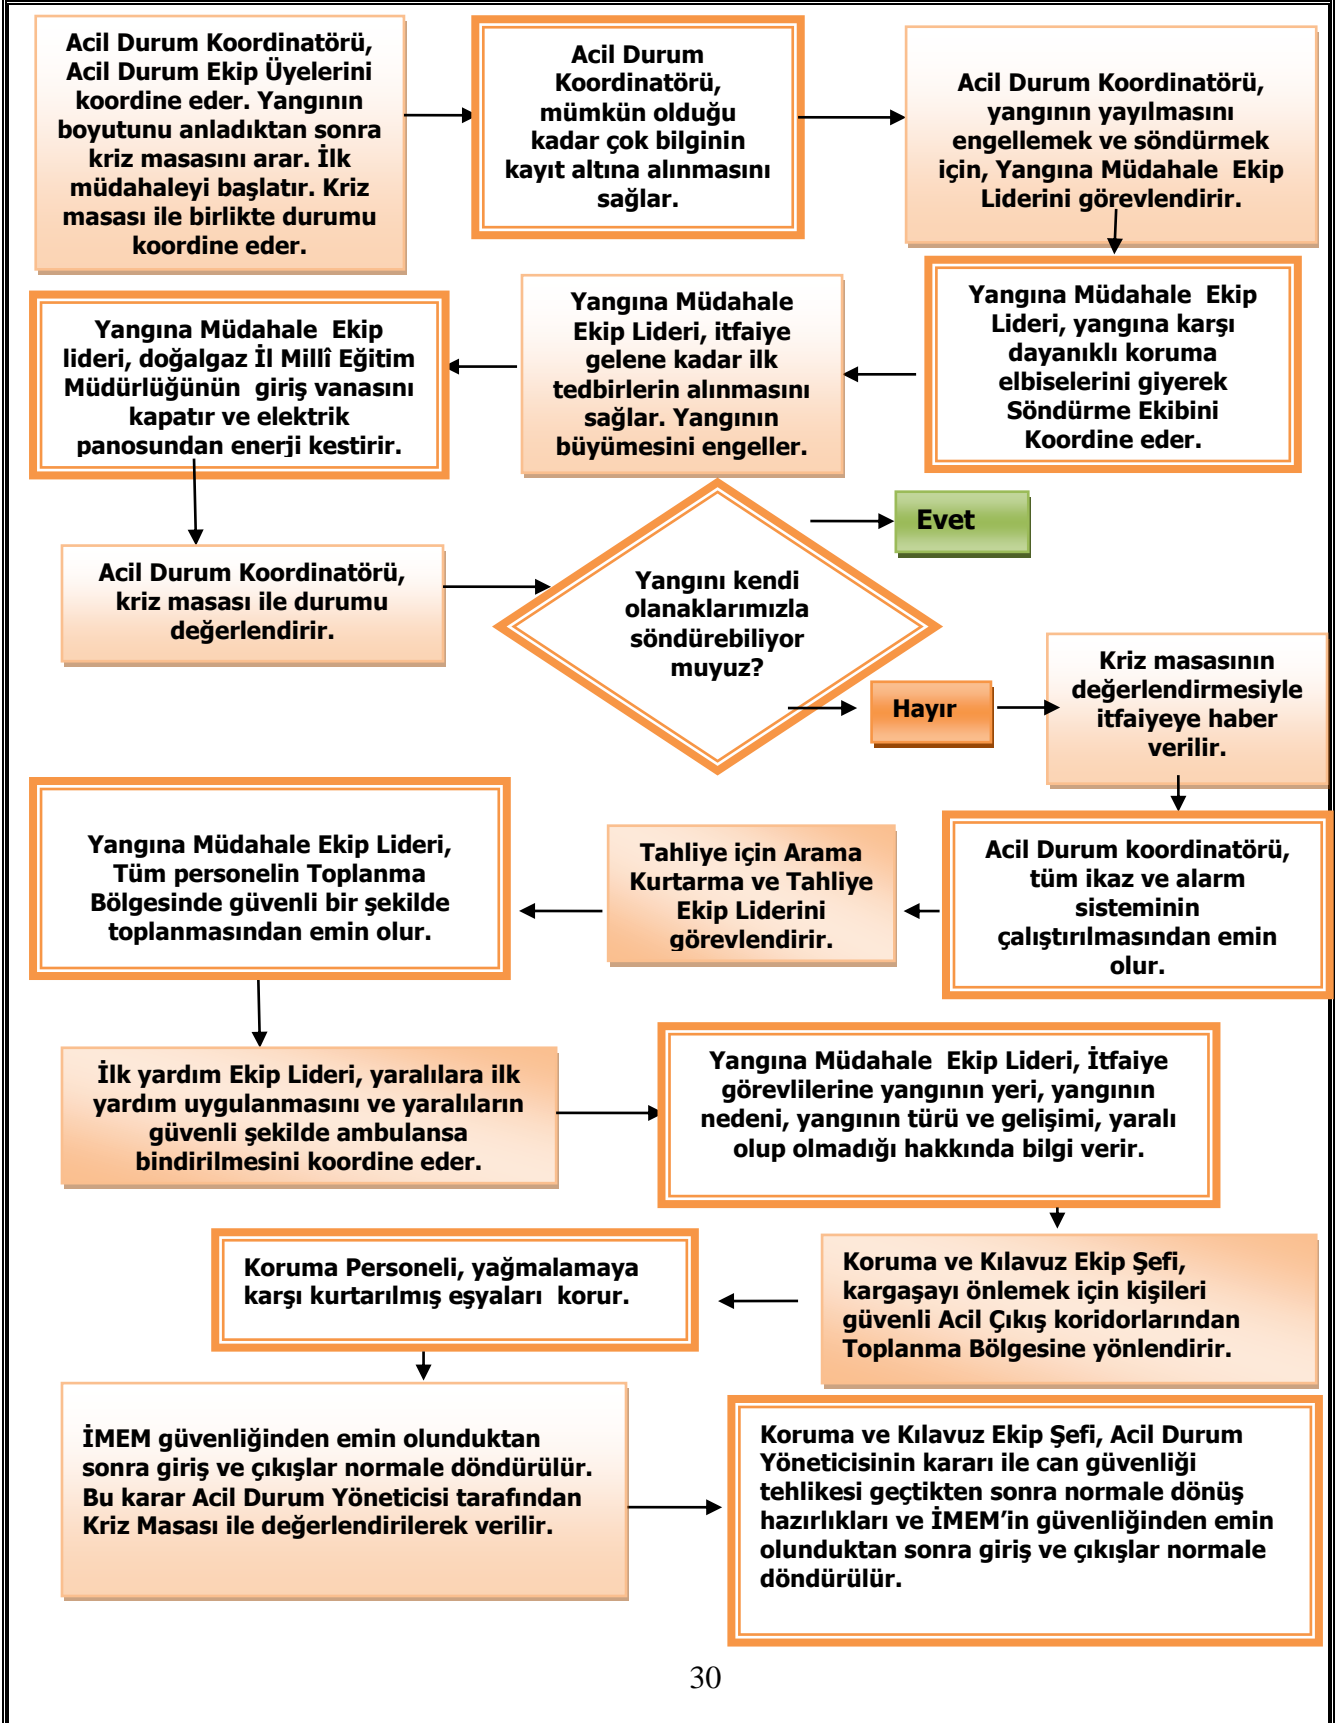 Acil Durum Koordinatörü,
Acil Durum Ekip Üyelerini
koordine eder. Yangının
boyutunu anladıktan sonra
kriz masasını arar. İlk
müdahaleyi başlatır. Kriz
masası ile birlikte durumu
koordine eder.
Acil Durum
Koordinatörü,
mümkün olduğu
kadar çok bilginin
kayıt altına alınmasını
sağlar.
Acil Durum Koordinatörü,
yangının yayılmasını
engellemek ve söndürmek
için, Yangına Müdahale Ekip
Liderini görevlendirir.
Yangına Müdahale Ekip
Lideri, yangına karşı
dayanıklı koruma
elbiselerini giyerek
Söndürme Ekibini
Koordine eder.
Yangına Müdahale
Ekip Lideri, itfaiye
gelene kadar ilk
tedbirlerin alınmasını
sağlar. Yangının
büyümesini engeller.
Yangına Müdahale Ekip
lideri, doğalgaz İl Millî Eğitim
Müdürlüğünün giriş vanasını
kapatır ve elektrik
panosundan enerji kestirir.
Acil Durum Koordinatörü,
kriz masası ile durumu
değerlendirir.
Yangını kendi
olanaklarımızla
söndürebiliyor
muyuz?
Evet
Hayır
Kriz masasının
değerlendirmesiyle
itfaiyeye haber
verilir.
Acil Durum koordinatörü,
tüm ikaz ve alarm
sisteminin
çalıştırılmasından emin
olur.
Tahliye için Arama
Kurtarma ve Tahliye
Ekip Liderini
görevlendirir.
Yangına Müdahale Ekip Lideri,
Tüm personelin Toplanma
Bölgesinde güvenli bir şekilde
toplanmasından emin olur.
İlk yardım Ekip Lideri, yaralılara ilk
yardım uygulanmasını ve yaralıların
güvenli şekilde ambulansa
bindirilmesini koordine eder.
Yangına Müdahale Ekip Lideri, İtfaiye
görevlilerine yangının yeri, yangının
nedeni, yangının türü ve gelişimi, yaralı
olup olmadığı hakkında bilgi verir.
Koruma ve Kılavuz Ekip Şefi,
kargaşayı önlemek için kişileri
güvenli Acil Çıkış koridorlarından
Toplanma Bölgesine yönlendirir.
Koruma Personeli, yağmalamaya
karşı kurtarılmış eşyaları korur.
İMEM güvenliğinden emin olunduktan
sonra giriş ve çıkışlar normale döndürülür.
Bu karar Acil Durum Yöneticisi tarafından
Kriz Masası ile değerlendirilerek verilir.
Koruma ve Kılavuz Ekip Şefi, Acil Durum
Yöneticisinin kararı ile can güvenliği
tehlikesi geçtikten sonra normale dönüş
hazırlıkları ve İMEM’in güvenliğinden emin
olunduktan sonra giriş ve çıkışlar normale
döndürülür.
30